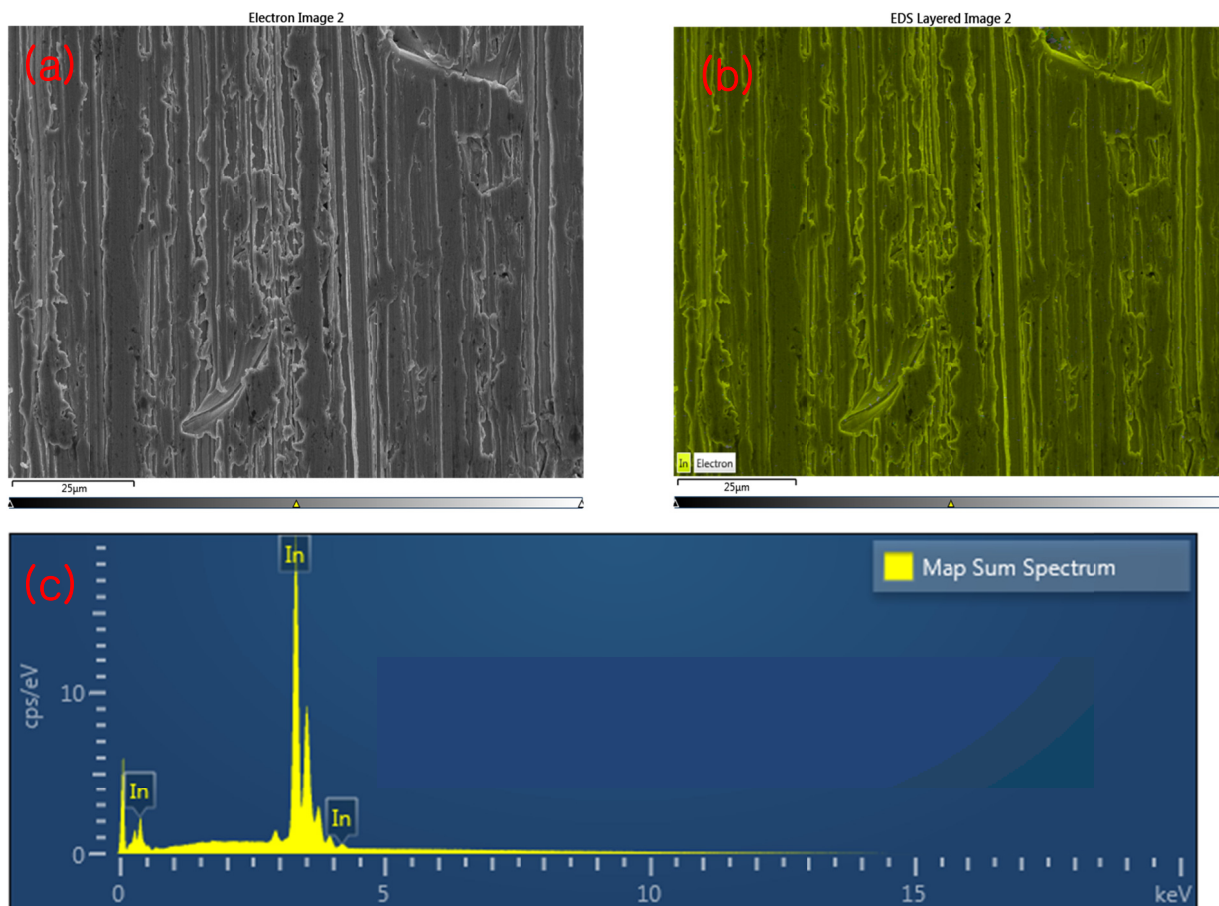 Electron Image 2
(a)
25µm
EDS Layered Image 2
(b)
In Electron
25µm
(c)
In
Map Sum Spectrum
cps/eV
10
In
In
0
0 5 10 15 keV